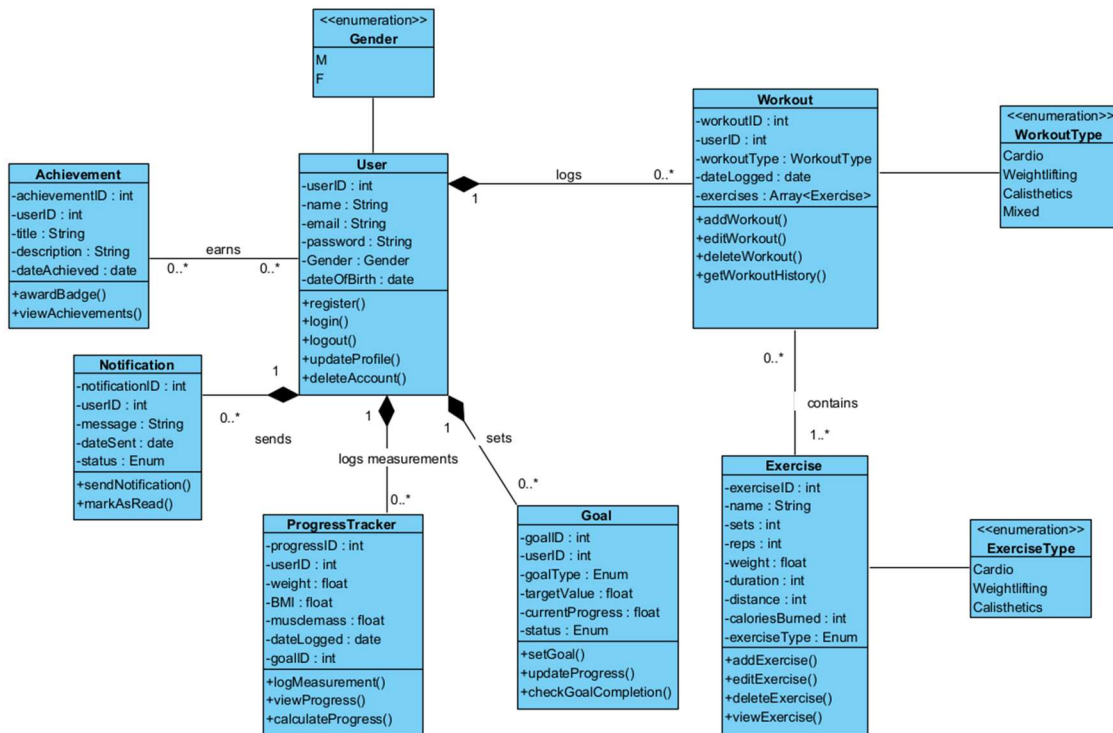 <<enumeration>>
Gender
M
F
Achievement
-achievementID : int
-userID : int
-title : String
-description : String
-dateAchieved : date
+awardBadge()
+viewAchievements()
earns
0..*
0..*
User
-userID : int
-name : String
-email : String
-password : String
-Gender : Gender
-dateOfBirth : date
+register()
+login()
+logout()
+updateProfile()
+deleteAccount()
logs
1
0..*
Workout
-workoutID : int
-userID : int
-workoutType : WorkoutType
-dateLogged : date
-exercises : Array<Exercise>
+addWorkout()
+editWorkout()
+deleteWorkout()
+getWorkoutHistory()
<<enumeration>>
WorkoutType
Cardio
Weightlifting
Calisthetics
Mixed
Notification
-notificationID : int
-userID : int
-message : String
-dateSent : date
-status : Enum
+sendNotification()
+markAsRead()
1
0..*
sends
1
logs measurements
0..*
1
sets
0..*
0..*
contains
1..*
ProgressTracker
-progressID : int
-userID : int
-weight : float
-BMI : float
-musclemass : float
-dateLogged : date
-goalID : int
+logMeasurement()
+viewProgress()
+calculateProgress()
Goal
-goalID : int
-userID : int
-goalType : Enum
-targetValue : float
-currentProgress : float
-status : Enum
+setGoal()
+updateProgress()
+checkGoalCompletion()
Exercise
-exerciseID : int
-name : String
-sets : int
-reps : int
-weight : float
-duration : int
-distance : int
-caloriesBurned : int
-exerciseType : Enum
+addExercise()
+editExercise()
+deleteExercise()
+viewExercise()
<<enumeration>>
ExerciseType
Cardio
Weightlifting
Calisthetics